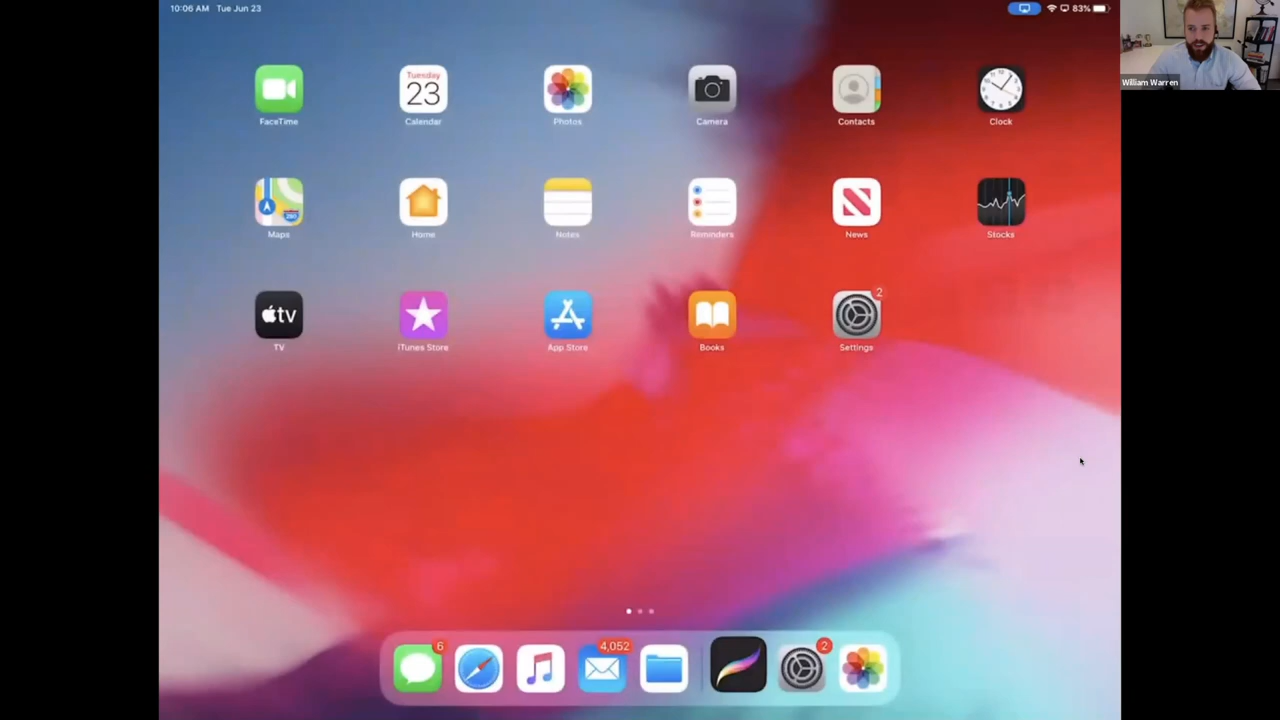 10:06 AM Tue Jun 23
83%
William Warren
Tuesday
23
FaceTime
Calendar
Photos
Camera
Contacts
Clock
280
Maps
Home
Notes
Reminders
News
Stocks
tv
2
TV
iTunes Store
App Store
Books
Settings
6
4,052
2